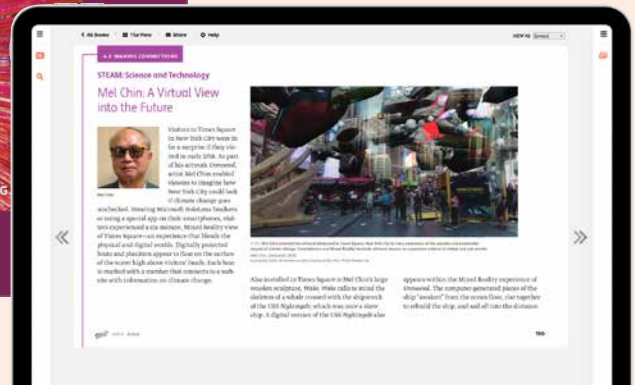 All Books
Tile View
Share
Help
VIEW AS
Spread
4.3 MAKING CONNECTIONS
STEAM: Science and Technology
Mel Chin: A Virtual View
into the Future
Visitors to Times Square
in New York City were in
for a surprise if they vis-
ited in early 2018. As part
of his artwork Unmoored,
artist Mel Chin enabled
viewers to imagine how
New York City could look
if climate change goes
Mel Chin
unchecked. Wearing Microsoft HoloLens headsets
or using a special app on their smartphones, visi-
tors experienced a six-minute, Mixed Reality view
of Times Square—an experience that blends the
physical and digital worlds. Digitally projected
boats and plankton appear to float on the surface
of the water high above visitors' heads. Each boat
is marked with a number that connects to a web-
site with information on climate change.
Also installed in Times Square is Mel Chin's large
wooden sculpture, Wake. Wake calls to mind the
skeleton of a whale crossed with the shipwreck
of the USS Nightingale, which was once a slave
ship. A digital version of the USS Nightingale also
appears within the Mixed Reality experience of
Unmoored. The computer-generated pieces of the
ship "awaken" from the ocean floor, rise together
to rebuild the ship, and sail off into the distance.
G.